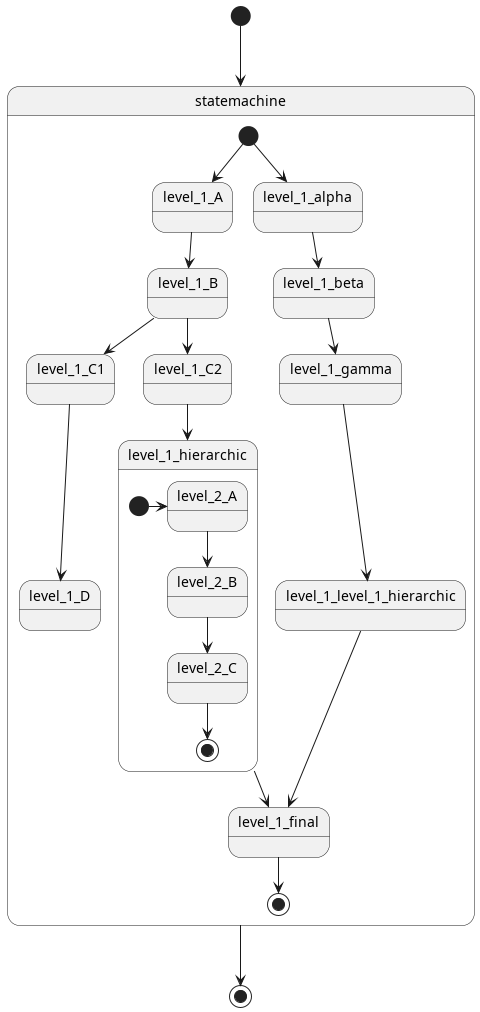 statemachine
level_1_A
level_1_alpha
level_1_B
level_1_beta
level_1_C1
level_1_C2
level_1_gamma
level_1_hierarchic
level_2_A
level_2_B
level_1_D
level_1_level_1_hierarchic
level_2_C
level_1_final